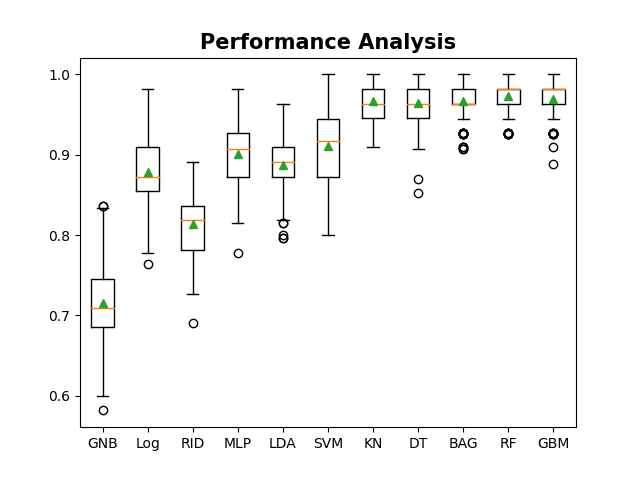 Performance Analysis
1.0
0.9
0.8
0.7
0.6
GNB Log RID MLP LDA SVM KN DT BAG RF GBM